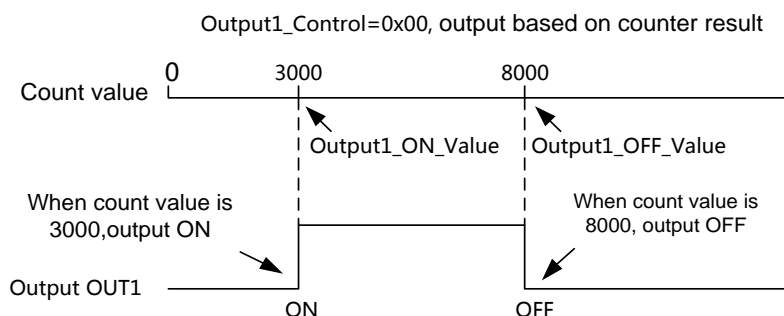 Output1_Control=0x00, output based on counter result
0
3000
8000
Count value
Output1_ON_Value
Output1_OFF_Value
When count value is
3000,output ON
When count value is
8000, output OFF
Output OUT1
ON
OFF